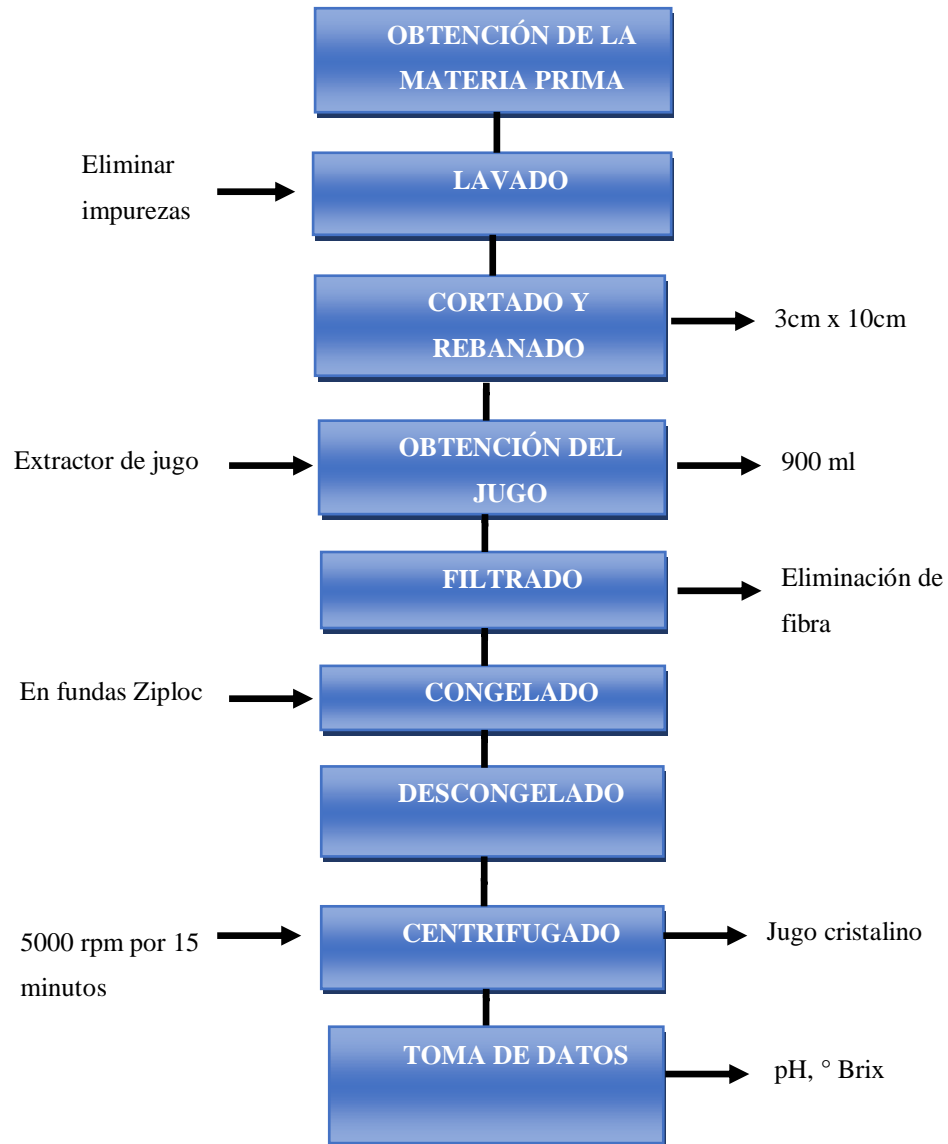 OBTENCIÓN DE LA
MATERIA PRIMA
Eliminar
impurezas
LAVADO
CORTADO Y
REBANADO
3cm x 10cm
Extractor de jugo
OBTENCIÓN DEL
JUGO
900 ml
FILTRADO
Eliminación de
fibra
En fundas Ziploc
CONGELADO
DESCONGELADO
5000 rpm por 15
minutos
CENTRIFUGADO
Jugo cristalino
TOMA DE DATOS
pH, ° Brix